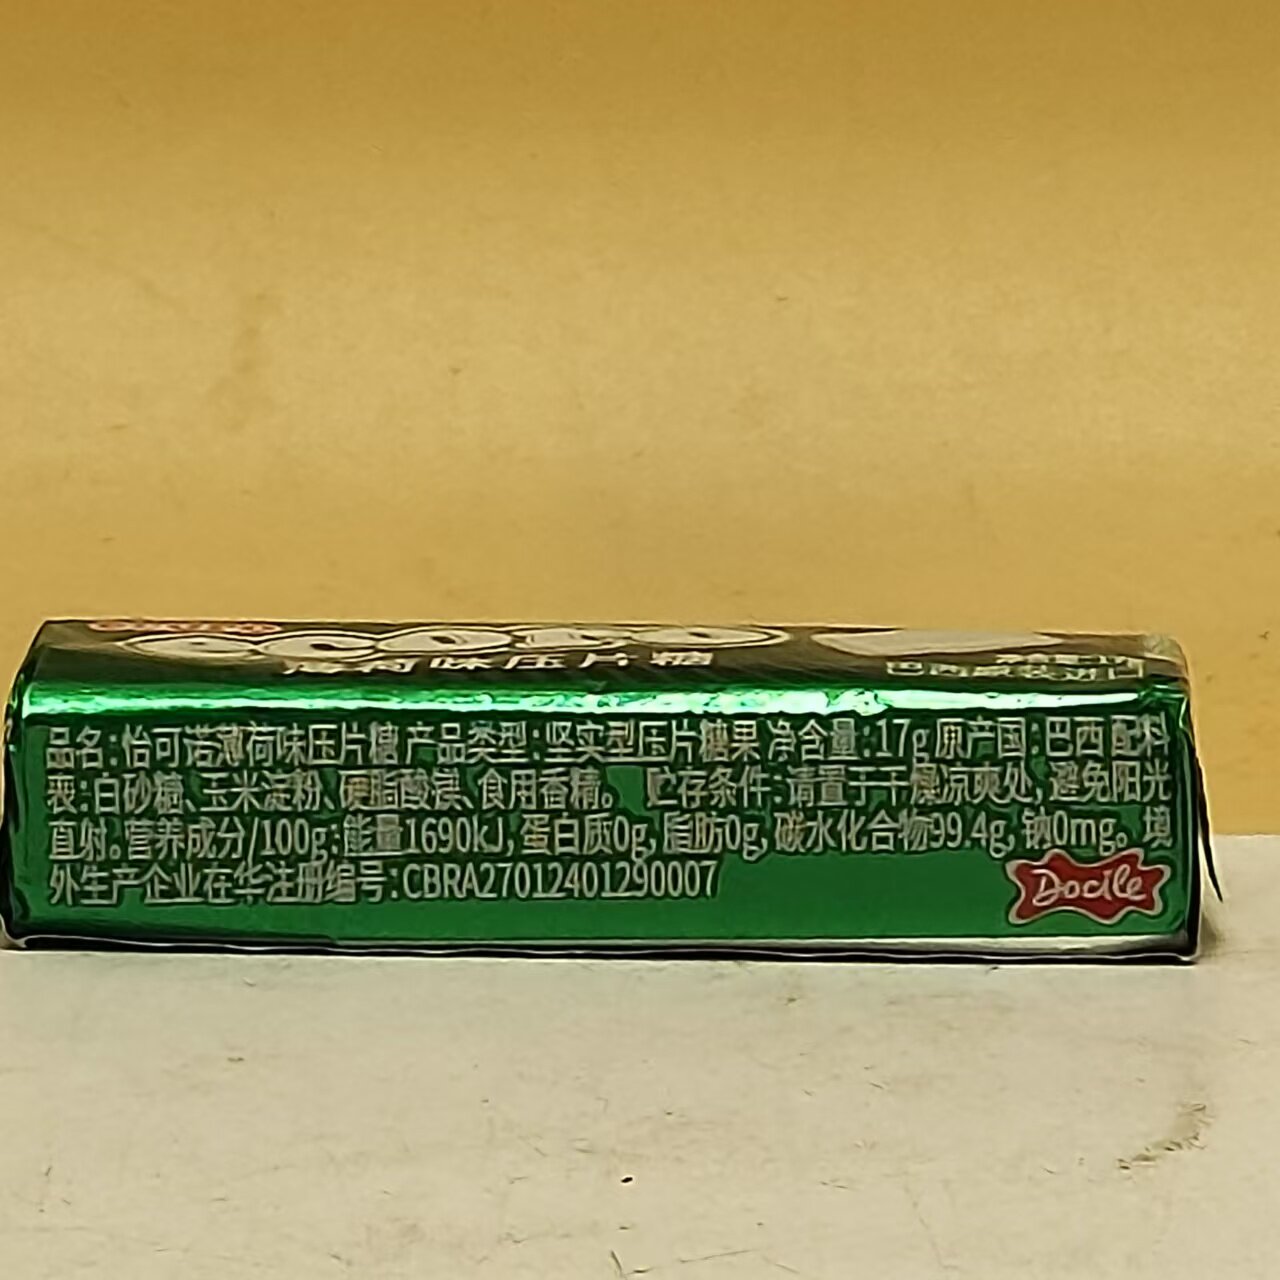 薄荷味压片糖
巴西原装进口
品名:怡可诺薄荷味压片糖 产品类型:坚实型压片糖果 净含量:17g 原产国:巴西 配料
表:白砂糖、玉米淀粉、硬脂酸镁、食用香精。 贮存条件:请置于干燥凉爽处, 避免阳光
直射。营养成分/100g:能量1690kJ, 蛋白质0g, 脂肪0g, 碳水化合物99.4g, 钠0mg。境
外生产企业在华注册编号:CBRA27012401290007
Docile